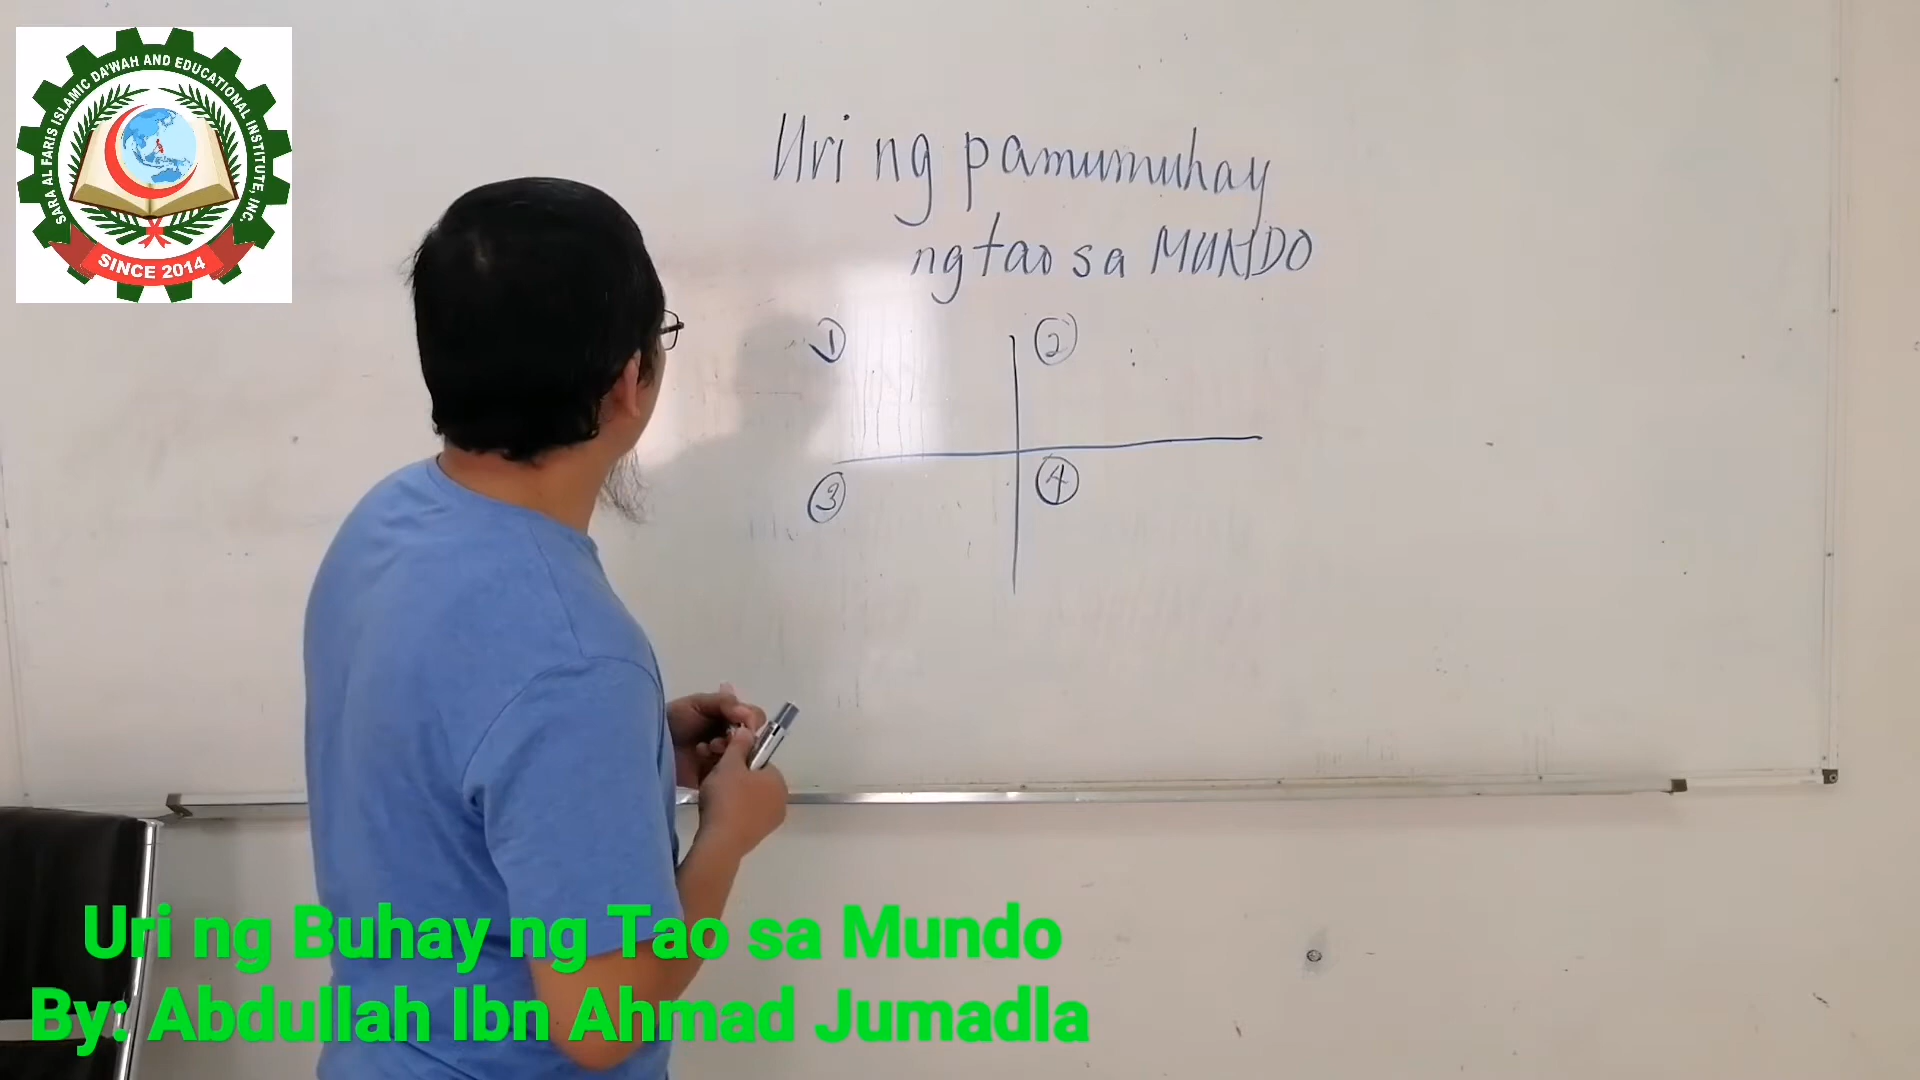 SARA AL FARIS ISLAMIC DA'WAH AND EDUCATIONAL INSTITUTE, INC.
SINCE 2014
Uri ng pamumuhay
ng tao sa MUNDO
1
2
3
4
Uri ng Buhay ng Tao sa Mundo
By: Abdullah Ibn Ahmad Jumadla